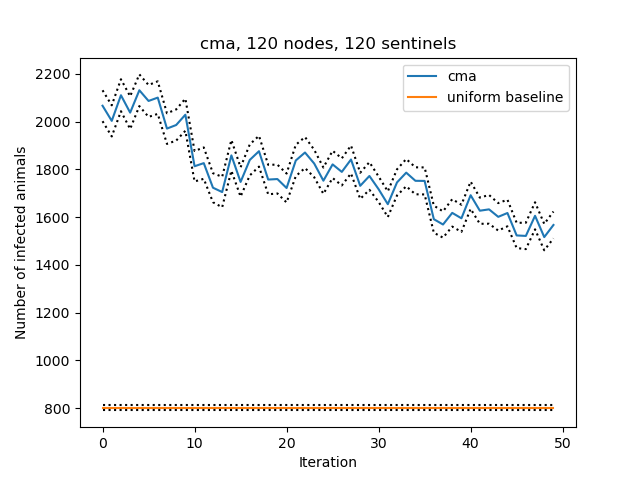 cma, 120 nodes, 120 sentinels
cma
uniform baseline
Number of infected animals
2200
2000
1800
1600
1400
1200
1000
800
0
10
20
30
40
50
Iteration